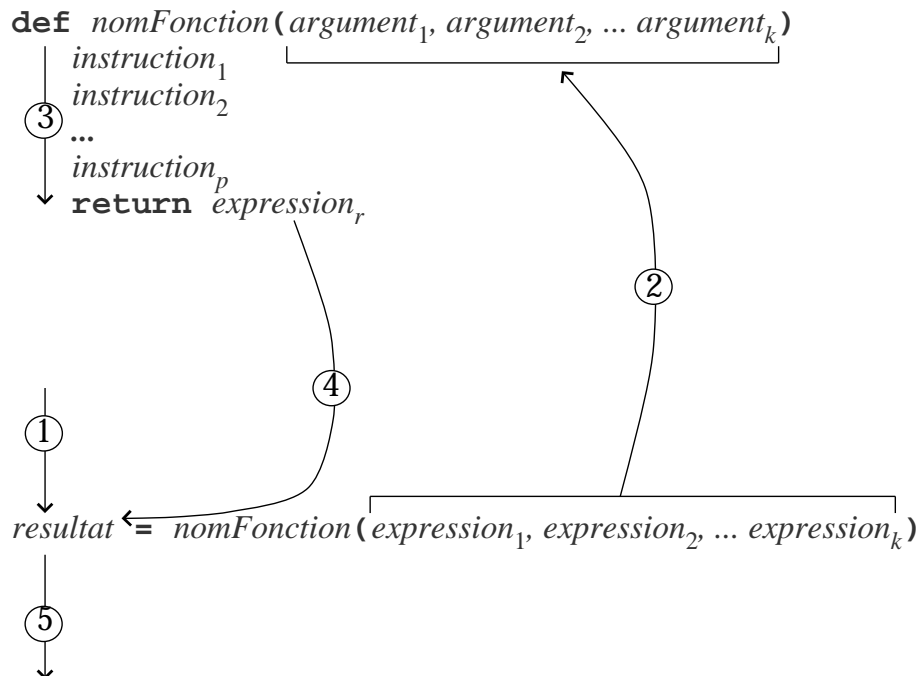 def nomFonction(argument1, argument2, ... argumentk)
instruction1
instruction2
3
...
instructionp
return expressionr
2
4
1
resultat = nomFonction(expression1, expression2, ... expressionk)
5